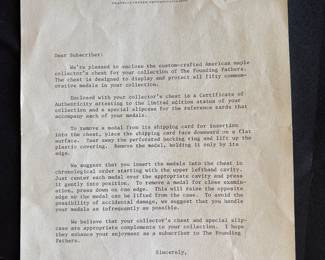 Dear Subscriber:
We're pleased to enclose the custom-crafted American maple
collector's chest for your collection of The Founding Fathers.
The chest is designed to display and protect all fifty commem-
orative medals in your collection.
Enclosed with your collector's chest is a Certificate of
Authenticity attesting to the limited edition status of your
collection and a special slipcase for the reference cards that
accompany each of your medals.
To remove a medal from its shipping card for insertion
into the chest, place the shipping card face downward on a flat
surface. Tear away the perforated backing ring and lift up the
plastic covering. Remove the medal, holding it only by its
edge.
We suggest that you insert the medals into the chest in
chronological order starting with the upper lefthand cavity.
Just center each medal over the appropriate cavity and press
it gently into position. To remove a medal for close examin-
ation, press down on one edge. This will raise the opposite
edge so the medal can be lifted from the case. To avoid the
possibility of accidental damage, we suggest that you handle
your medals as infrequently as possible.
We believe that your collector's chest and special slip-
case are appropriate complements to your collection. I hope
they enhance your enjoyment as a subscriber to The Founding
Fathers.
Sincerely,